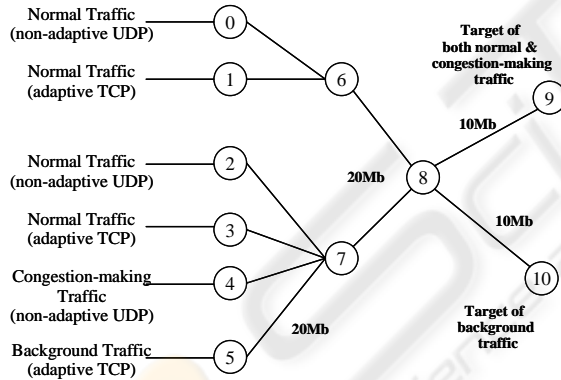 Normal Traffic
(non-adaptive UDP)
0
Normal Traffic
(adaptive TCP)
1
6
Target of
both normal &
congestion-making
traffic
9
10Mb
Normal Traffic
(non-adaptive UDP)
2
20Mb
8
Normal Traffic
(adaptive TCP)
3
10Mb
7
Congestion-making
Traffic
(non-adaptive UDP)
4
10
20Mb
Target of
background
traffic
Background Traffic
(adaptive TCP)
5